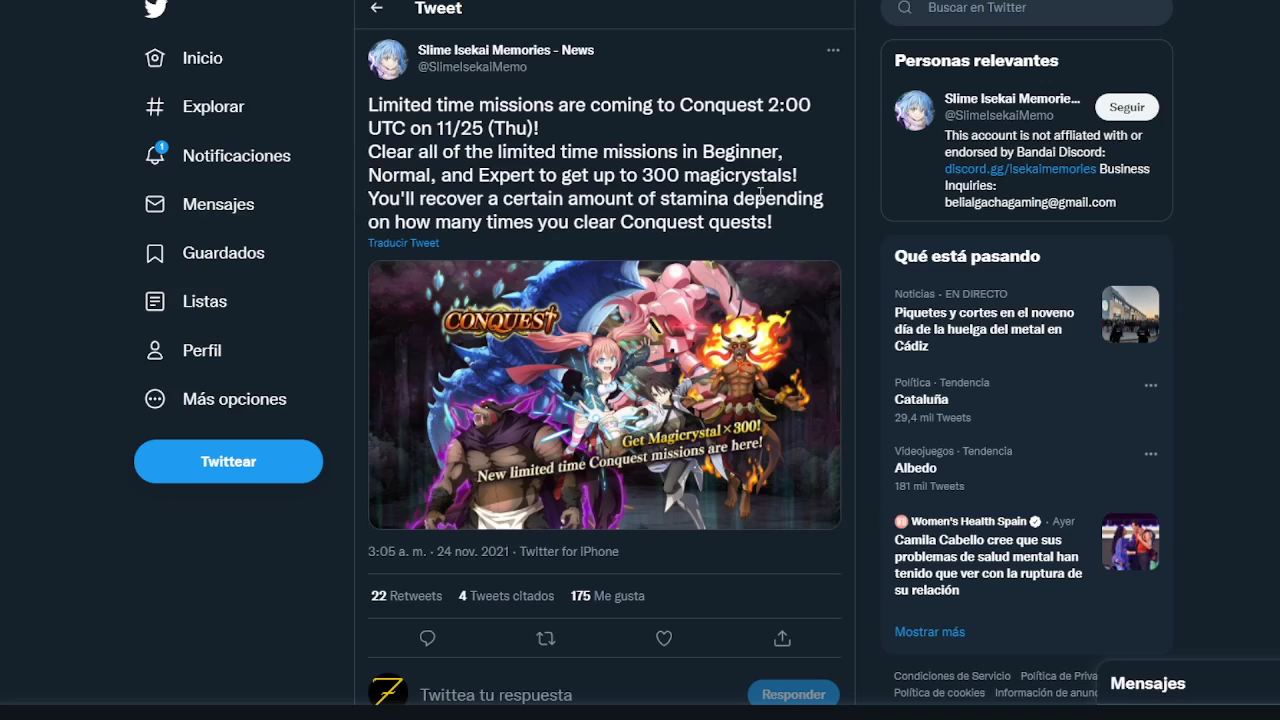 Tweet
Buscar en Twitter
Inicio
Explorar
1
Notificaciones
Mensajes
Guardados
Listas
Perfil
Más opciones
Twittear
Slime Isekai Memories - News
@SlimeIsekaiMemo
Limited time missions are coming to Conquest 2:00
UTC on 11/25 (Thu)!
Clear all of the limited time missions in Beginner,
Normal, and Expert to get up to 300 magicrystals!
You'll recover a certain amount of stamina depending
on how many times you clear Conquest quests!
Traducir Tweet
CONQUEST
Get Magicrystal×300!
New limited time Conquest missions are here!
3:05 a. m. · 24 nov. 2021 · Twitter for iPhone
22 Retweets 4 Tweets citados 175 Me gusta
Twittea tu respuesta
Responder
Personas relevantes
Slime Isekai Memorie...
@SlimeIsekaiMemo
Seguir
This account is not affliated with or
endorsed by Bandai Discord:
discord.gg/isekaimemories Business
Inquiries:
belialgachagaming@gmail.com
Qué está pasando
Noticias · EN DIRECTO
Piquetes y cortes en el noveno
día de la huelga del metal en
Cádiz
Política · Tendencia
Cataluña
29,4 mil Tweets
Videojuegos · Tendencia
Albedo
181 mil Tweets
Women's Health Spain · Ayer
Camila Cabello cree que sus
problemas de salud mental han
tenido que ver con la ruptura de
su relación
Mostrar más
Condiciones de Servicio Política de Priva
Política de cookies Información de anunc
Mensajes